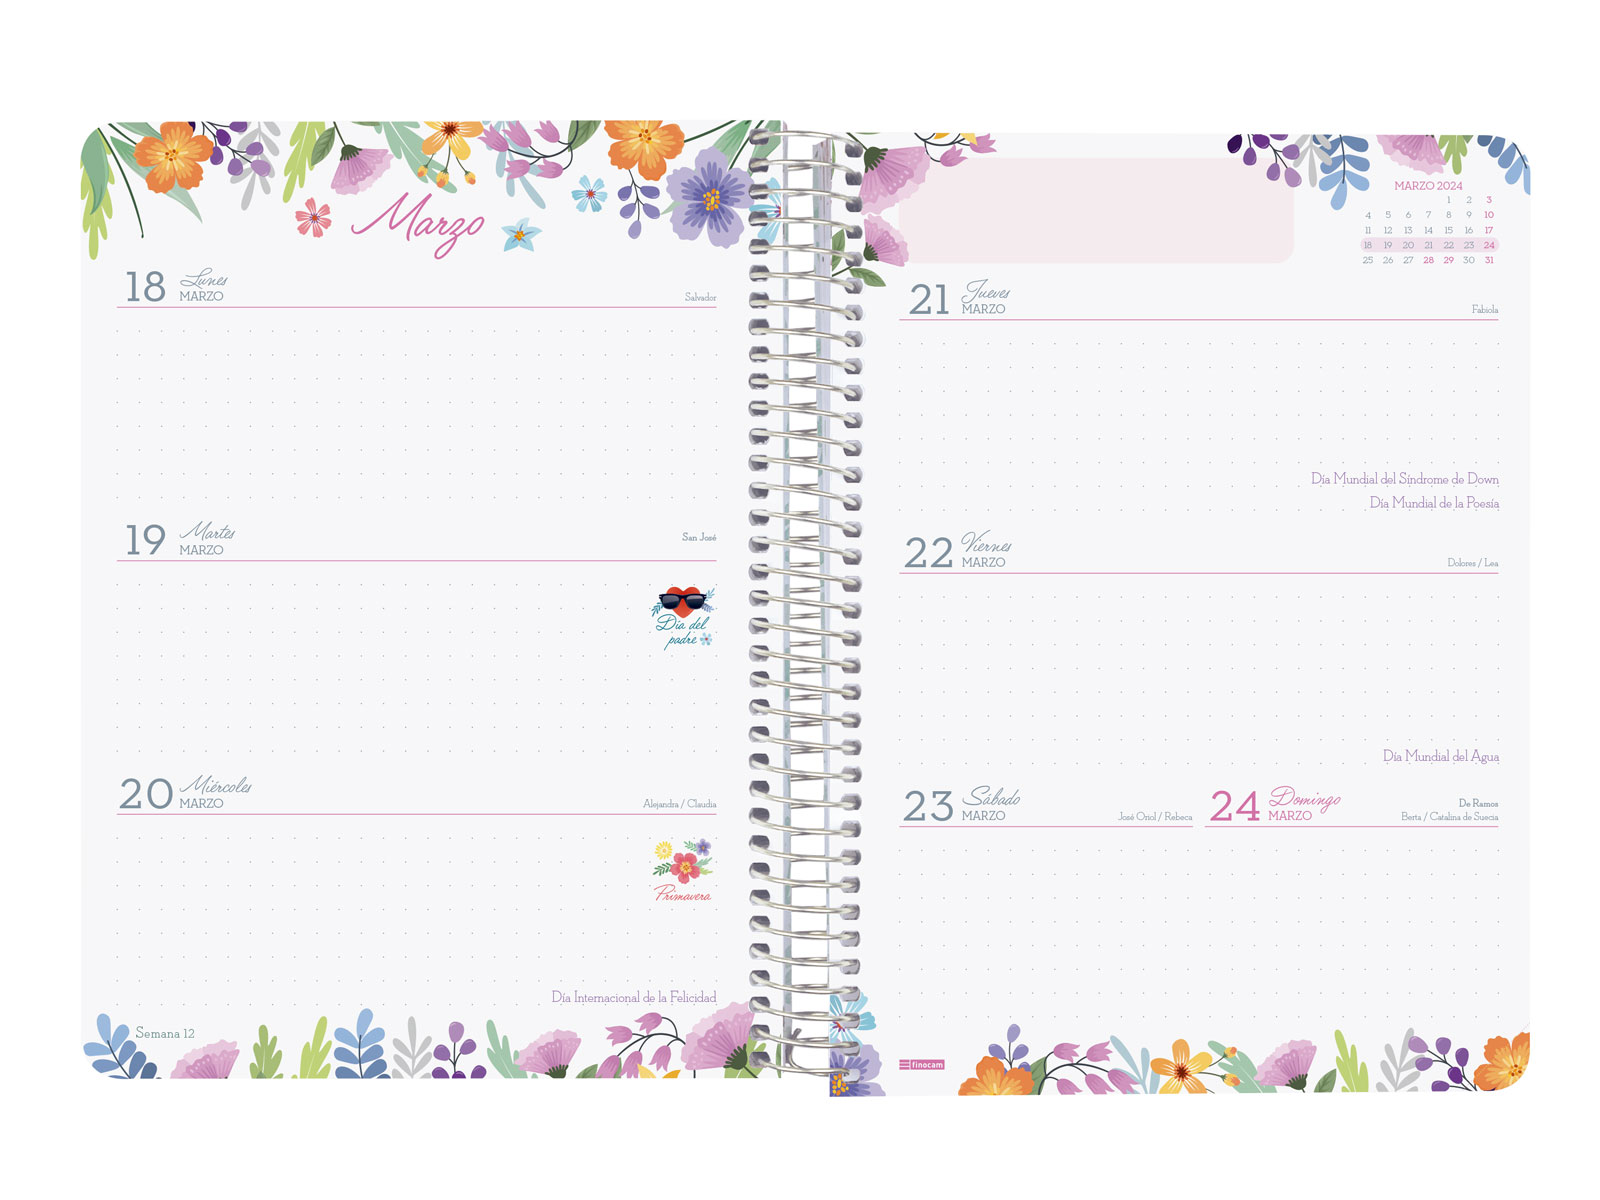 Marzo
18 Lunes
MARZO
Salvador
19 Martes
MARZO
San José
Día del
padre
20 Miércoles
MARZO
Alejandra / Claudia
Primavera
Día Internacional de la Felicidad
Semana 12
MARZO 2024
1 2 3
4 5 6 7 8 9 10
11 12 13 14 15 16 17
18 19 20 21 22 23 24
25 26 27 28 29 30 31
21 Jueves
MARZO
Fabiola
Día Mundial del Síndrome de Down
Día Mundial de la Poesía
22 Viernes
MARZO
Dolores / Lea
Día Mundial del Agua
23 Sábado
MARZO
José Oriol / Rebeca
24 Domingo
MARZO
De Ramos
Berta / Catalina de Suecia
finocam